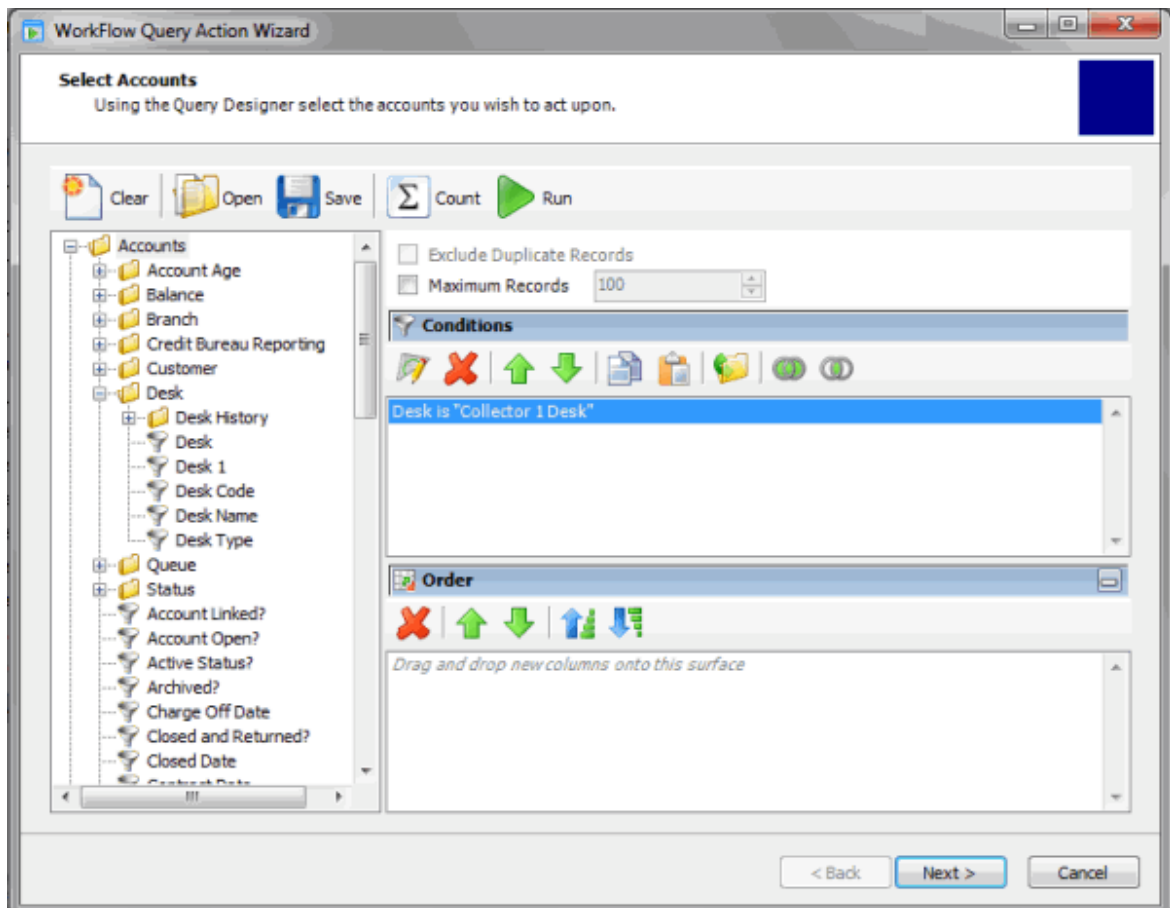 WorkFlow Query Action Wizard
Select Accounts
Using the Query Designer select the accounts you wish to act upon.
Clear
Open
Save
Count
Run
Accounts
Account Age
Balance
Branch
Credit Bureau Reporting
Customer
Desk
Desk History
Desk
Desk 1
Desk Code
Desk Name
Desk Type
Queue
Status
Account Linked?
Account Open?
Active Status?
Archived?
Charge Off Date
Closed and Returned?
Closed Date
Exclude Duplicate Records
Maximum Records 100
Conditions
Desk is "Collector 1 Desk"
Order
Drag and drop new columns onto this surface
< Back
Next >
Cancel